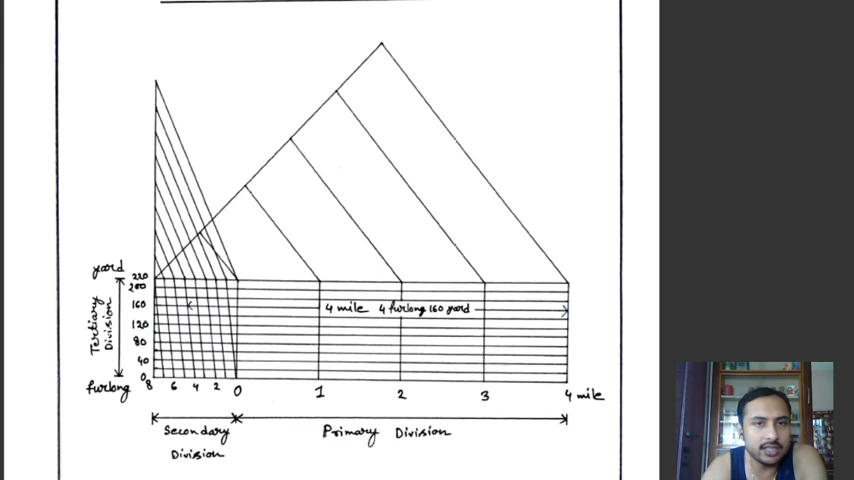 yard
220
200
160
120
80
40
0
Tertiary
Division
4 mile 4 furlong 160 yard
furlong 8 6 4 2 0 1 2 3 4 mile
Secondary
Division
Primary Division